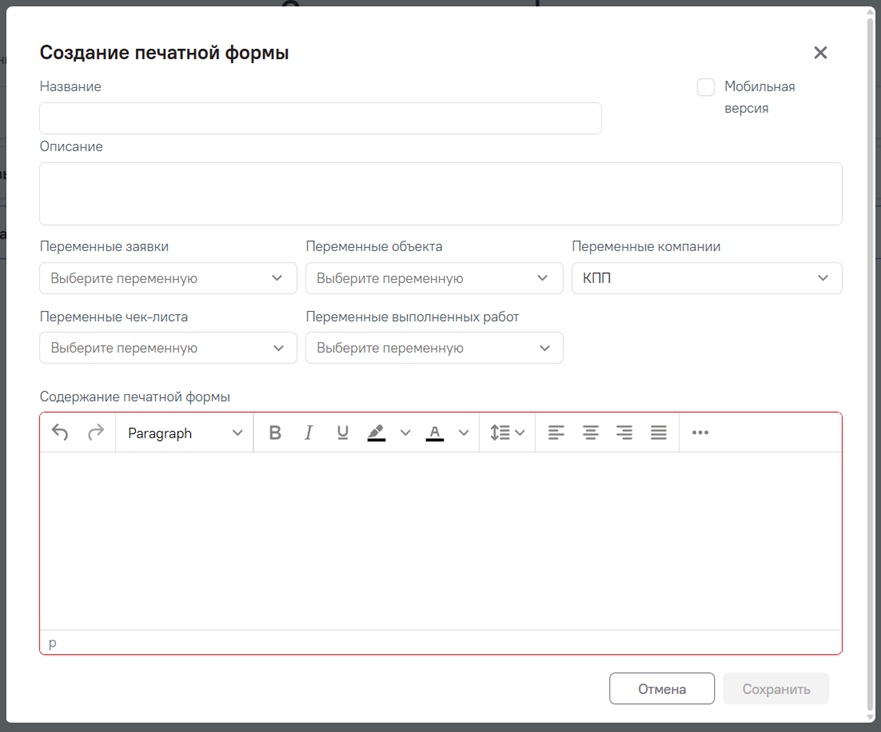 Создание печатной формы
Название
Мобильная
версия
Описание
Переменные заявки
Переменные объекта
Переменные компании
Выберите переменную
Выберите переменную
КПП
Переменные чек-листа
Переменные выполненных работ
Выберите переменную
Выберите переменную
Содержание печатной формы
Paragraph
B
I
U
A
p
Отмена
Сохранить